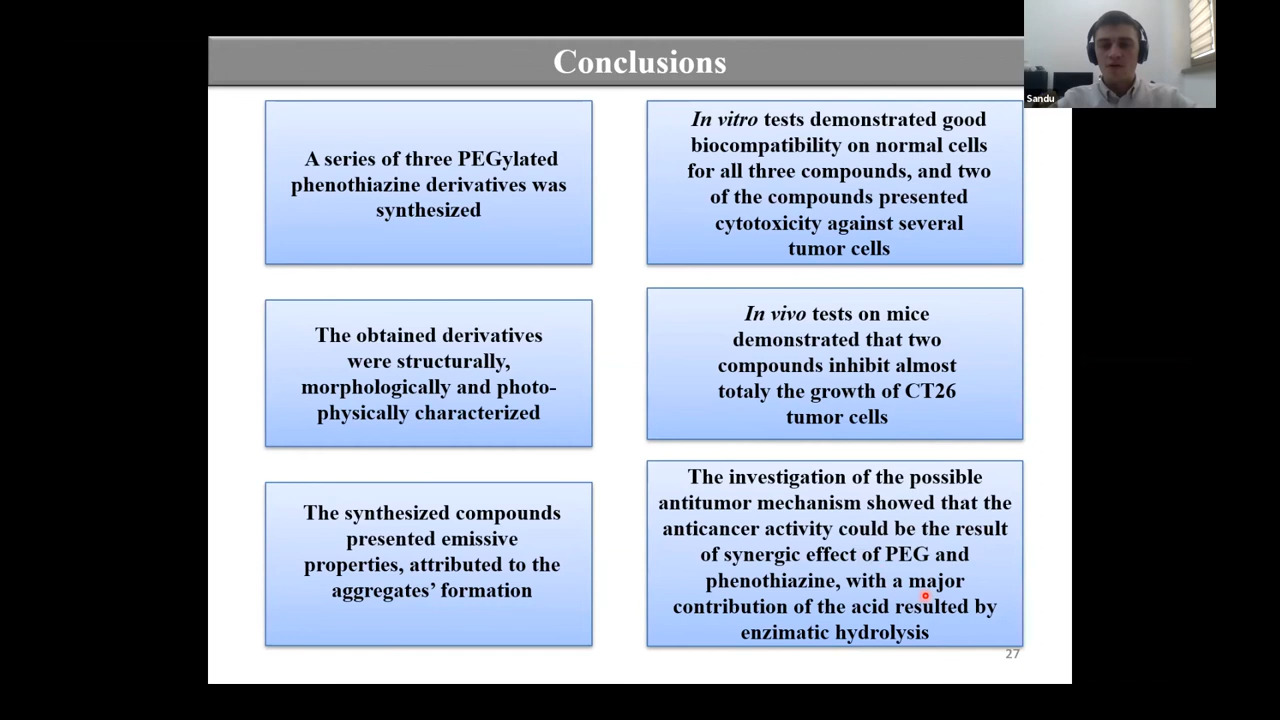 Conclusions
Sandu
A series of three PEGylated
phenothiazine derivatives was
synthesized
In vitro tests demonstrated good
biocompatibility on normal cells
for all three compounds, and two
of the compounds presented
cytotoxicity against several
tumor cells
The obtained derivatives
were structurally,
morphologically and photo-
physically characterized
In vivo tests on mice
demonstrated that two
compounds inhibit almost
totaly the growth of CT26
tumor cells
The synthesized compounds
presented emissive
properties, attributed to the
aggregates’ formation
The investigation of the possible
antitumor mechanism showed that the
anticancer activity could be the result
of synergic effect of PEG and
phenothiazine, with a major
contribution of the acid resulted by
enzimatic hydrolysis
27